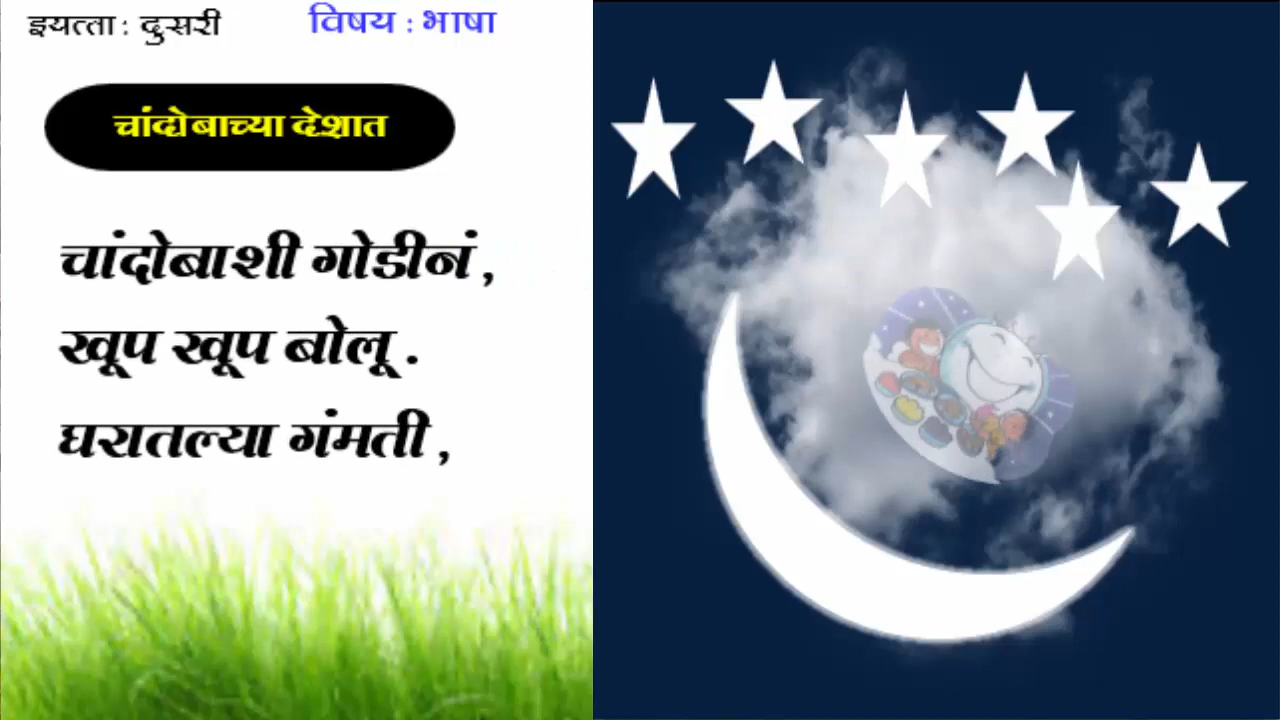 इयत्ता : दुसरी
विषय : भाषा
चांदोबाच्या देशात
चांदोबाशी गोडीनं ,
खूप खूप बोलू .
घरातल्या गंमती ,